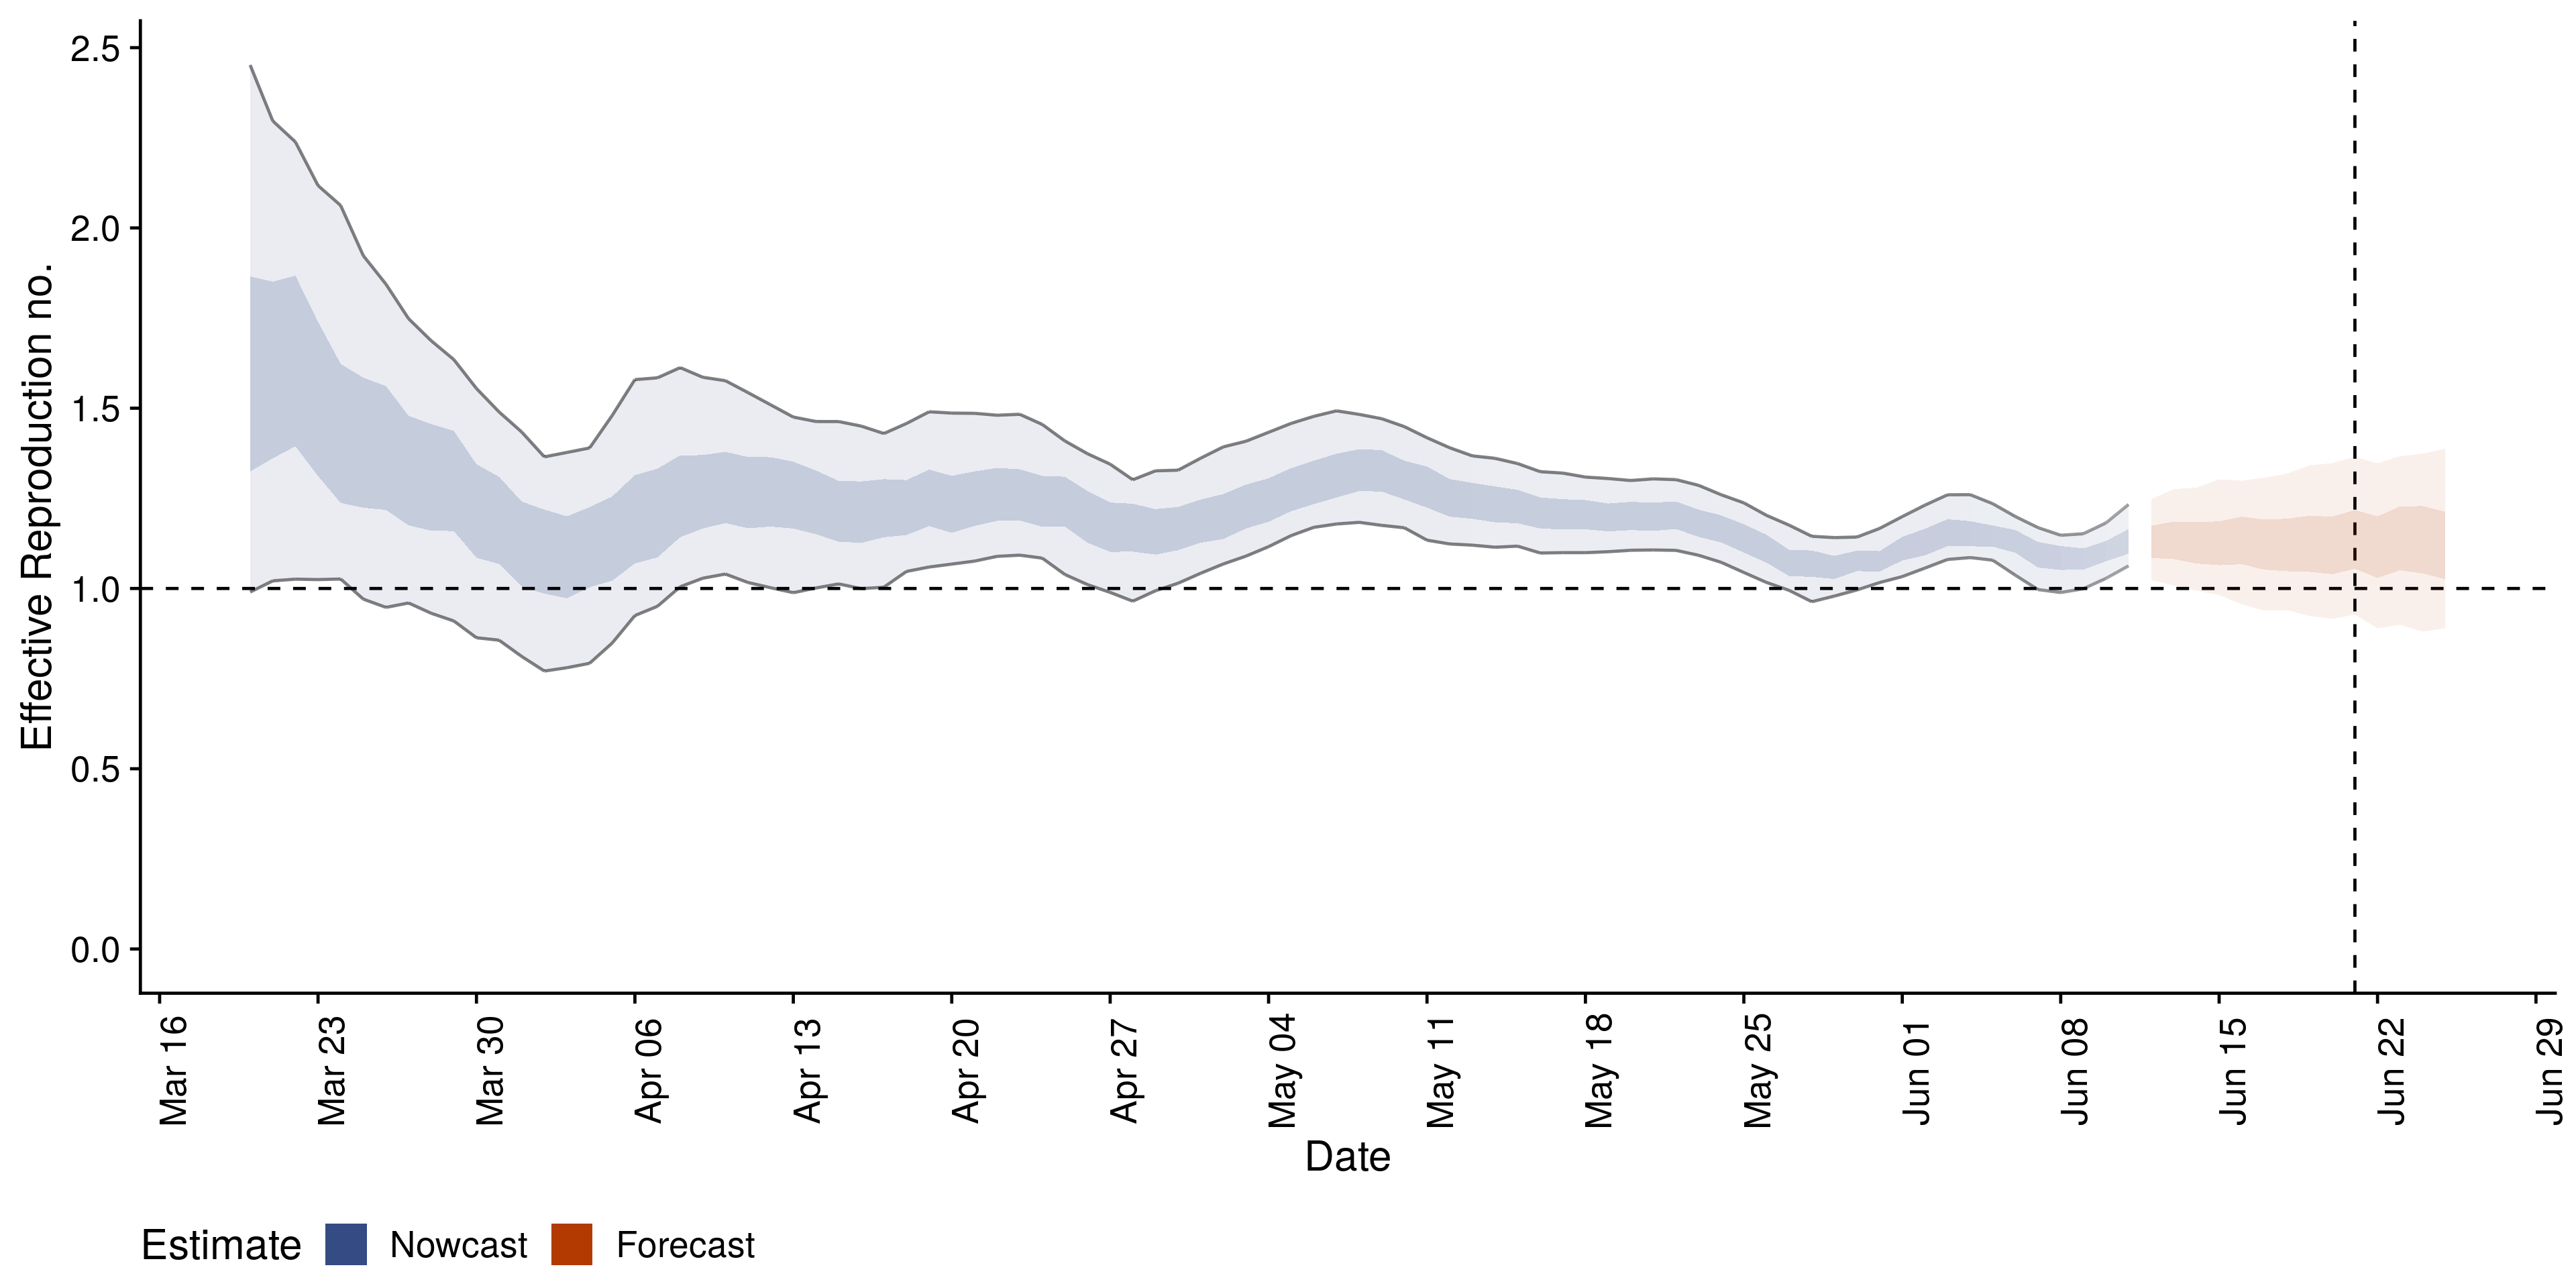 Effective Reproduction no.
2.5
2.0
1.5
1.0
0.5
0.0
Mar 16
Mar 23
Mar 30
Apr 06
Apr 13
Apr 20
Apr 27
May 04
May 11
May 18
May 25
Jun 01
Jun 08
Jun 15
Jun 22
Jun 29
Date
Estimate Nowcast Forecast